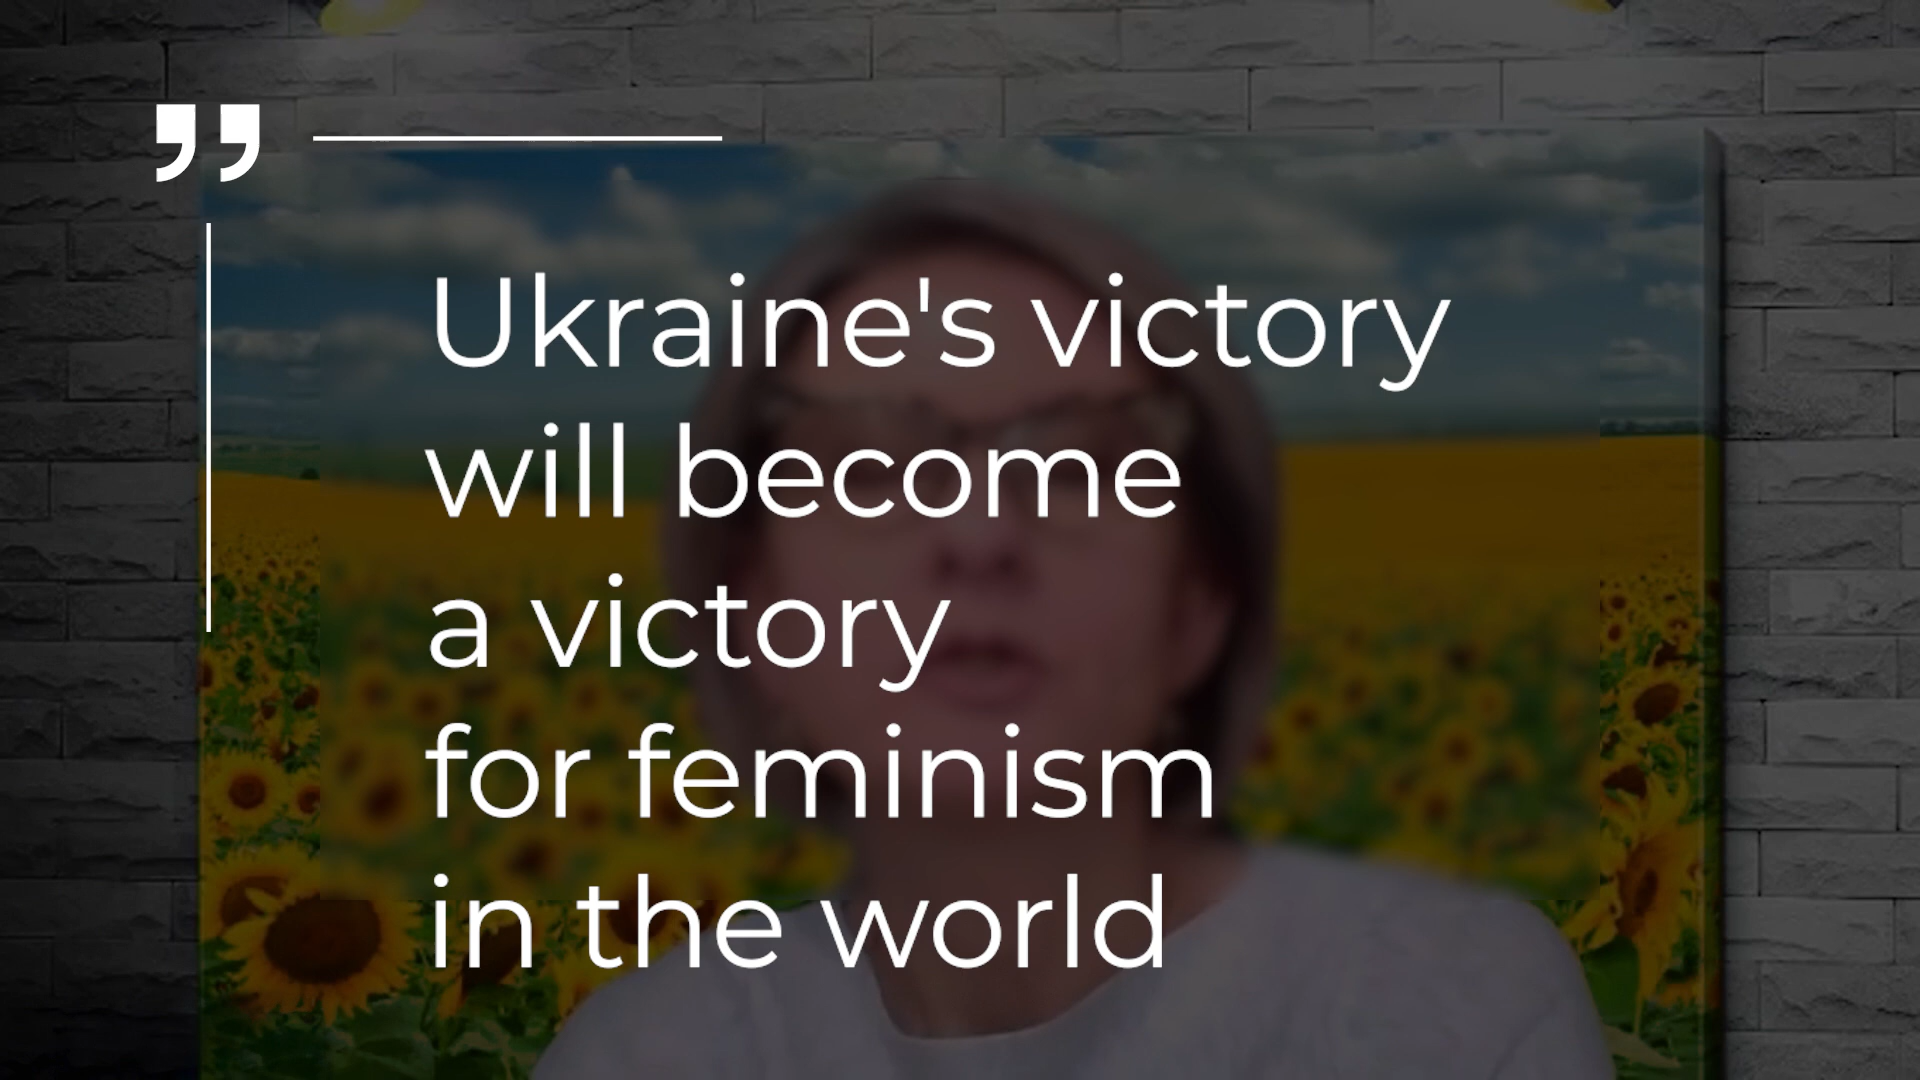 ”
Ukraine's victory
will become
a victory
for feminism
in the world